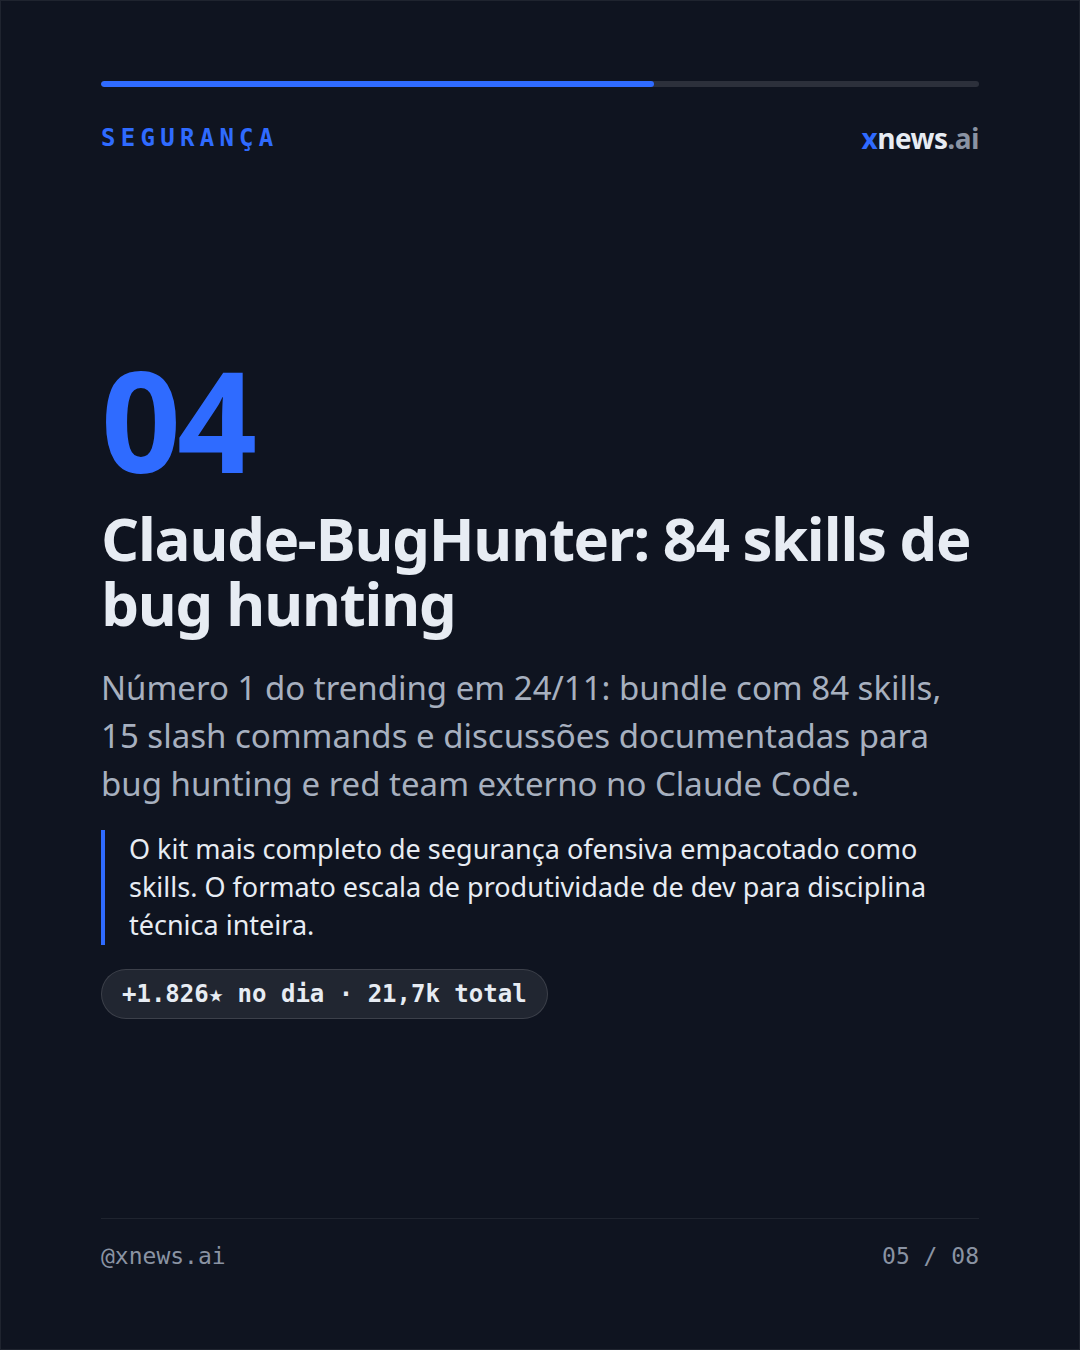 SEGURANÇA
xnews.ai
04
Claude-BugHunter: 84 skills de
bug hunting
Número 1 do trending em 24/11: bundle com 84 skills,
15 slash commands e discussões documentadas para
bug hunting e red team externo no Claude Code.
O kit mais completo de segurança ofensiva empacotado como
skills. O formato escala de produtividade de dev para disciplina
técnica inteira.
+1.826★ no dia · 21,7k total
@xnews.ai
05 / 08